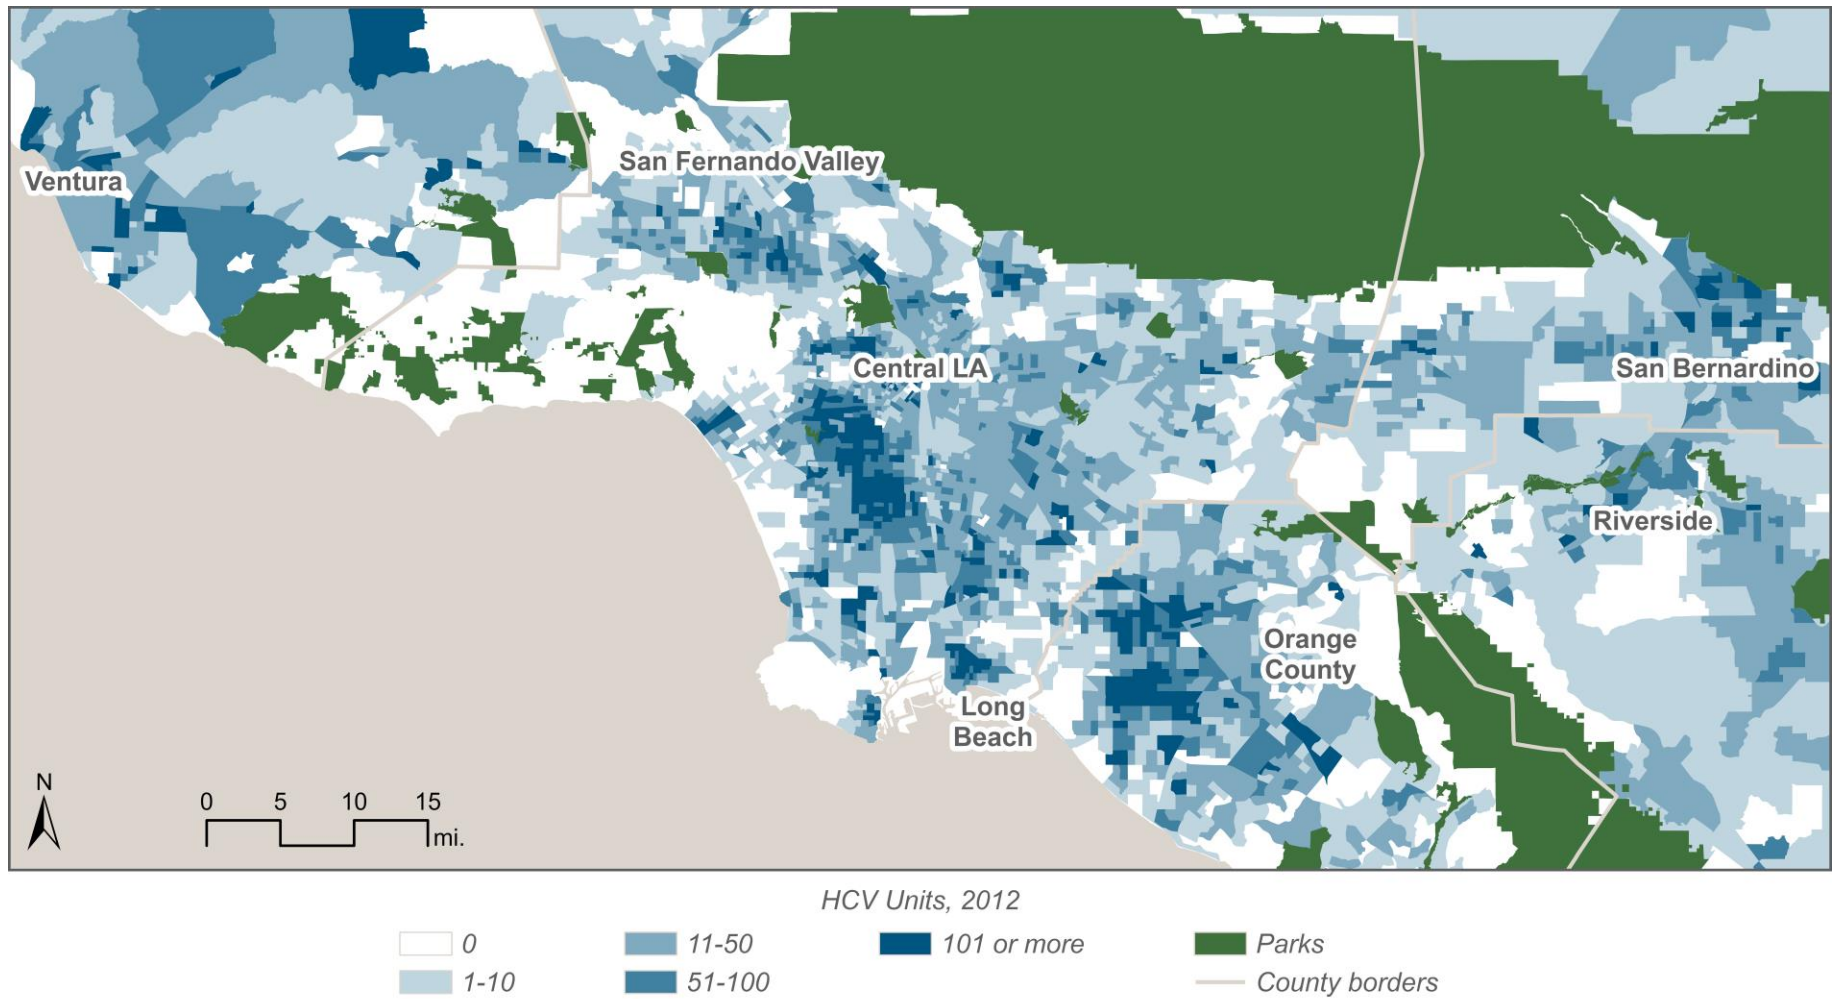 San Fernando Valley
Ventura
Central LA
San Bernardino
Riverside
Orange
County
Long
Beach
N
0 5 10 15
mi.
HCV Units, 2012
0 11-50 101 or more Parks
1-10 51-100 County borders